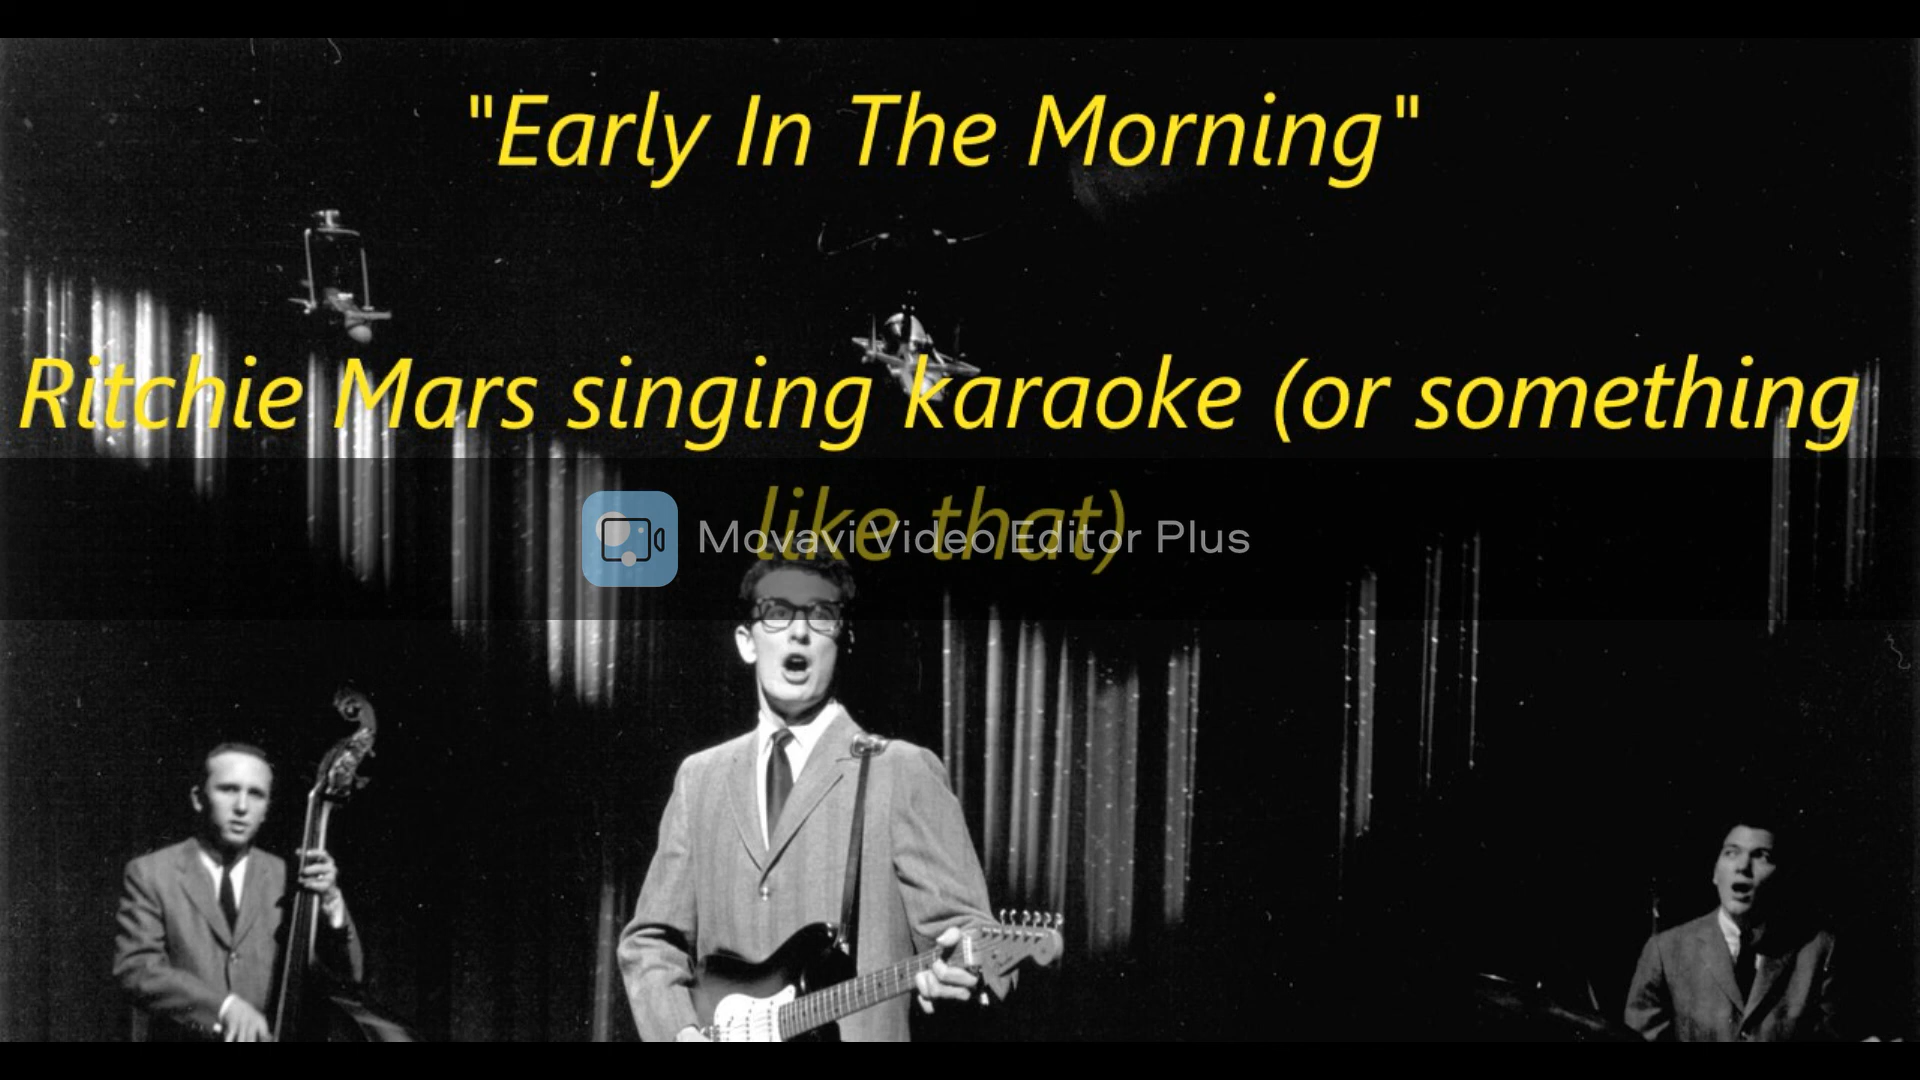 "Early In The Morning"
Ritchie Mars singing karaoke (or something
like that)
Movavi Video Editor Plus